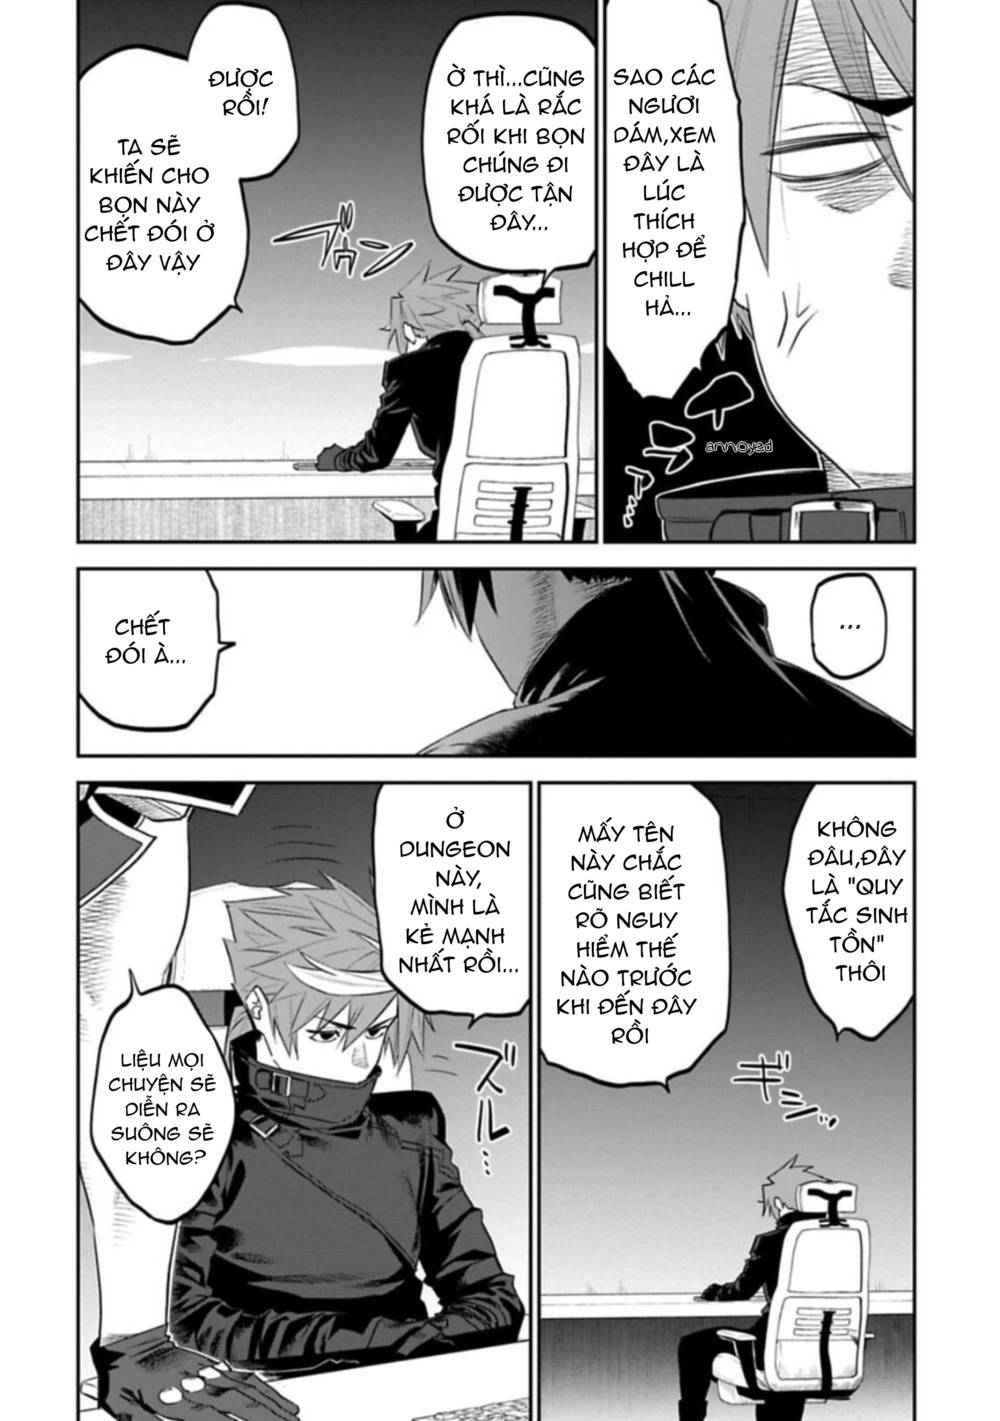 SAO CÁC
NGƯƠI
DÁM,XEM
ĐÂY LÀ
LÚC
THÍCH
HỢP ĐỂ
CHILL
HẢ...
annoyed
Ờ THÌ...CŨNG
KHÁ LÀ RẮC
RỐI KHI BỌN
CHÚNG ĐI
ĐƯỢC TẬN
ĐÂY...
ĐƯỢC
RỒI!
TA SẼ
KHIẾN CHO
BỌN NÀY
CHẾT ĐÓI Ở
ĐÂY VẬY
...
CHẾT
ĐÓI À...
KHÔNG
ĐÂU,ĐÂY
LÀ "QUY
TẮC SINH
TỒN"
THÔI
MẤY TÊN
NÀY CHẮC
CŨNG BIẾT
RÕ NGUY
HIỂM THẾ
NÀO TRƯỚC
KHI ĐẾN ĐÂY
RỒI
ギシ...
Ở
DUNGEON
NÀY,
MÌNH LÀ
KẺ MẠNH
NHẤT RỒI...
ズル...
LIỆU MỌI
CHUYỆN SẼ
DIỄN RA
SUÔNG SẼ
KHÔNG?